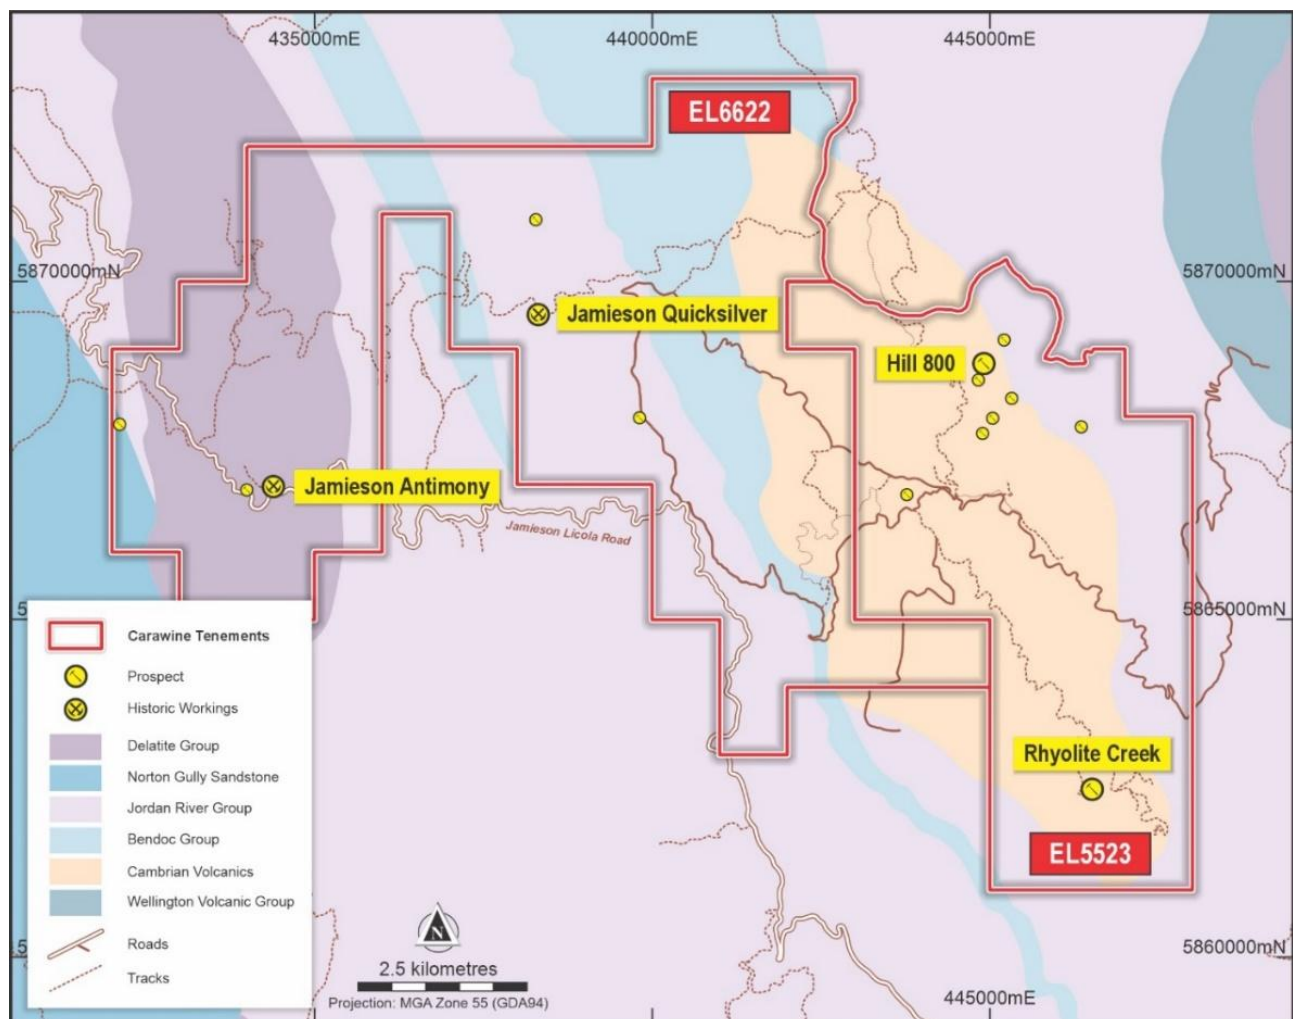 435000mE
440000mE
445000mE
EL6622
5870000mN
5870000mN
Jamieson Quicksilver
Hill 800
Jamieson Antimony
Jamieson Licola Road
5865000mN
Carawine Tenements
Prospect
Historic Workings
Delatite Group
Norton Gully Sandstone
Jordan River Group
Bendoc Group
Cambrian Volcanics
Wellington Volcanic Group
Roads
Tracks
Rhyolite Creek
EL5523
N
2.5 kilometres
Projection: MGA Zone 55 (GDA94)
5860000mN
445000mE